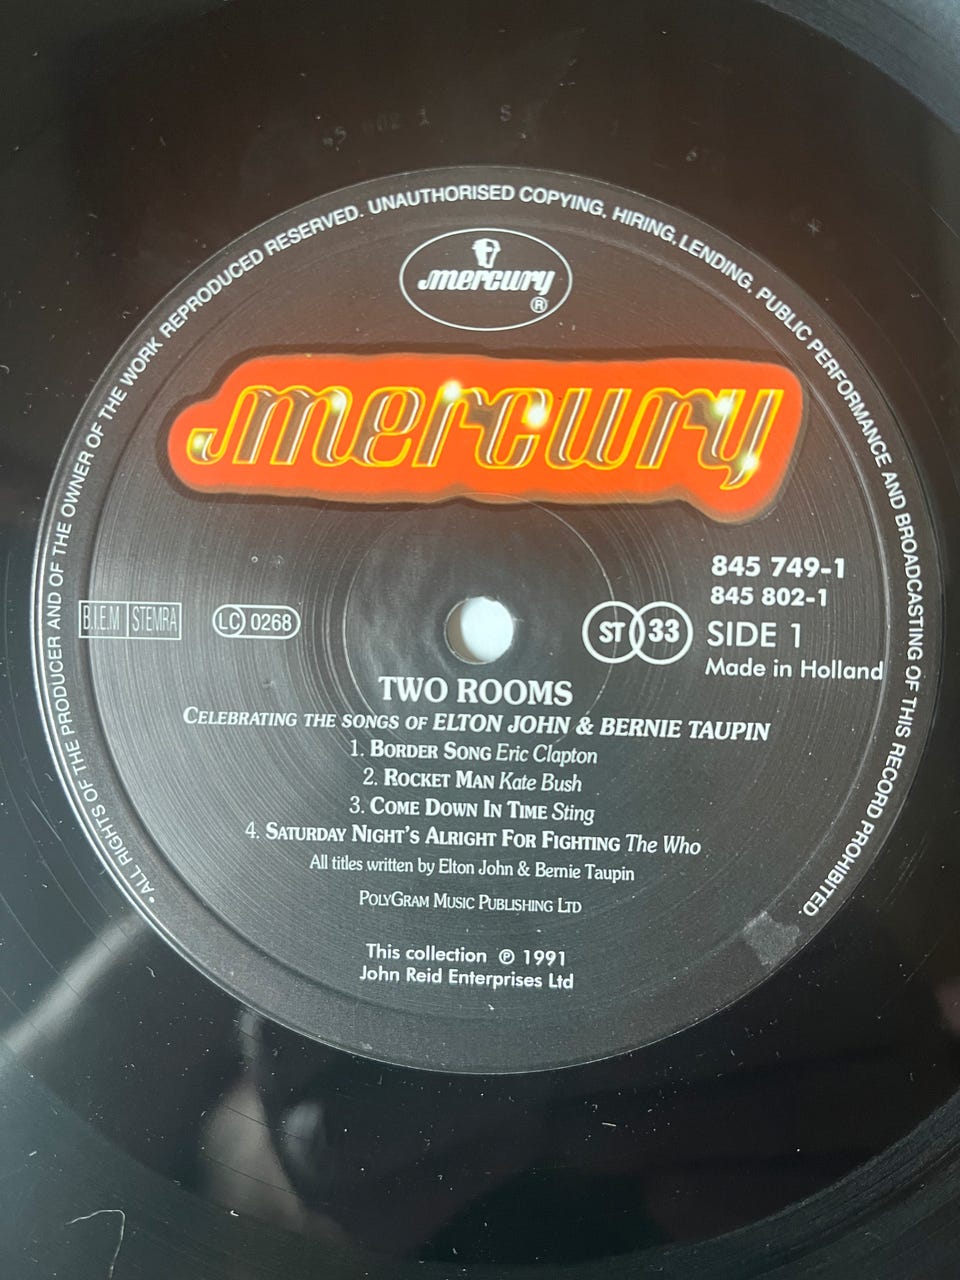 • ALL RIGHTS OF THE PRODUCER AND OF THE OWNER OF THE WORK REPRODUCED RESERVED. UNAUTHORISED COPYING, HIRING, LENDING, PUBLIC PERFORMANCE AND BROADCASTING OF THIS RECORD PROHIBITED.
mercury
®
mercury
845 749-1
845 802-1
B.I.E.M STEMRA
LC 0268
ST 33
SIDE 1
Made in Holland
TWO ROOMS
CELEBRATING THE SONGS OF ELTON JOHN & BERNIE TAUPIN
1. BORDER SONG Eric Clapton
2. ROCKET MAN Kate Bush
3. COME DOWN IN TIME Sting
4. SATURDAY NIGHT'S ALRIGHT FOR FIGHTING The Who
All titles written by Elton John & Bernie Taupin
POLYGRAM MUSIC PUBLISHING LTD
This collection ℗ 1991
John Reid Enterprises Ltd